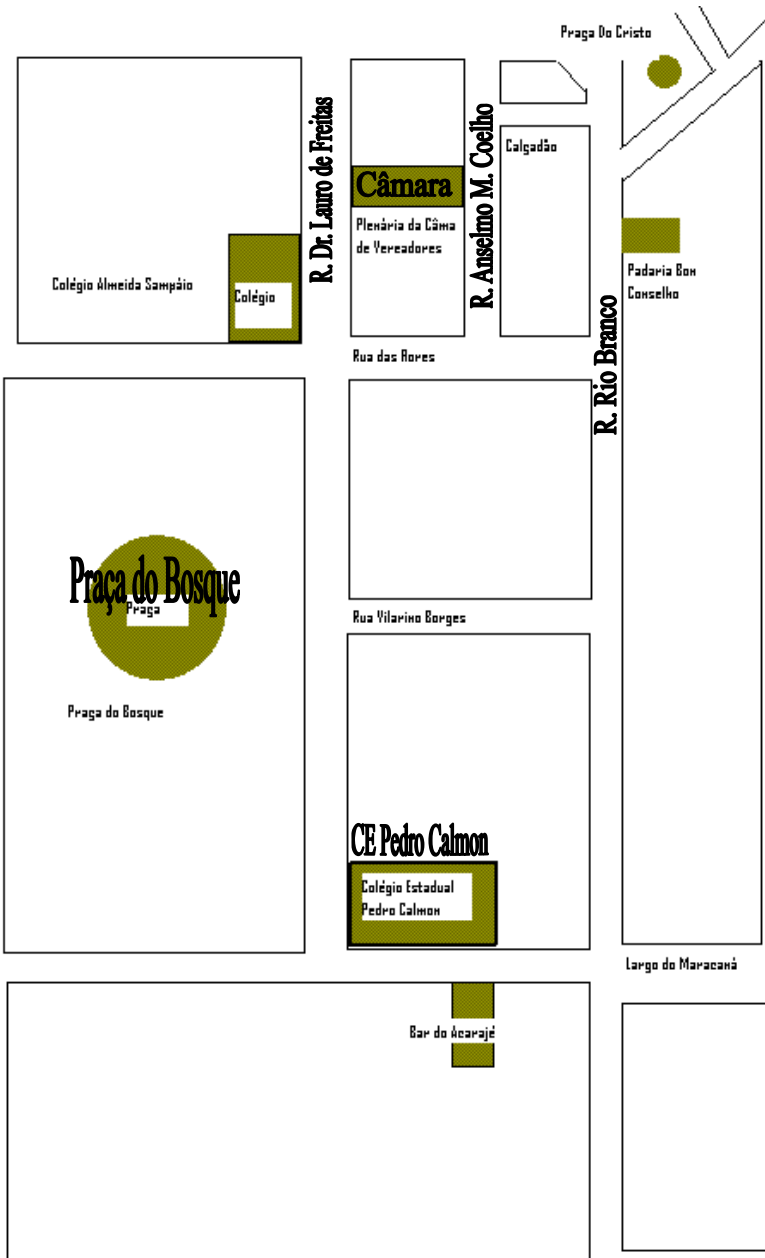 Praça Do Cristo
R. Dr. Lauro de Freitas
R. Anselmo M. Coelho
Calçadão
Câmara
Plenária da Câma
de Vereadores
Padaria Bon
Conselho
Colégio Almeida Sampáio
Colégio
R. Rio Branco
Rua das flores
Praça do Bosque
Praça
Rua Vilarino Borges
Praça do Bosque
CE Pedro Calmon
Colégio Estadual
Pedro Calmon
Largo do Maracanã
Bar do Acarajé